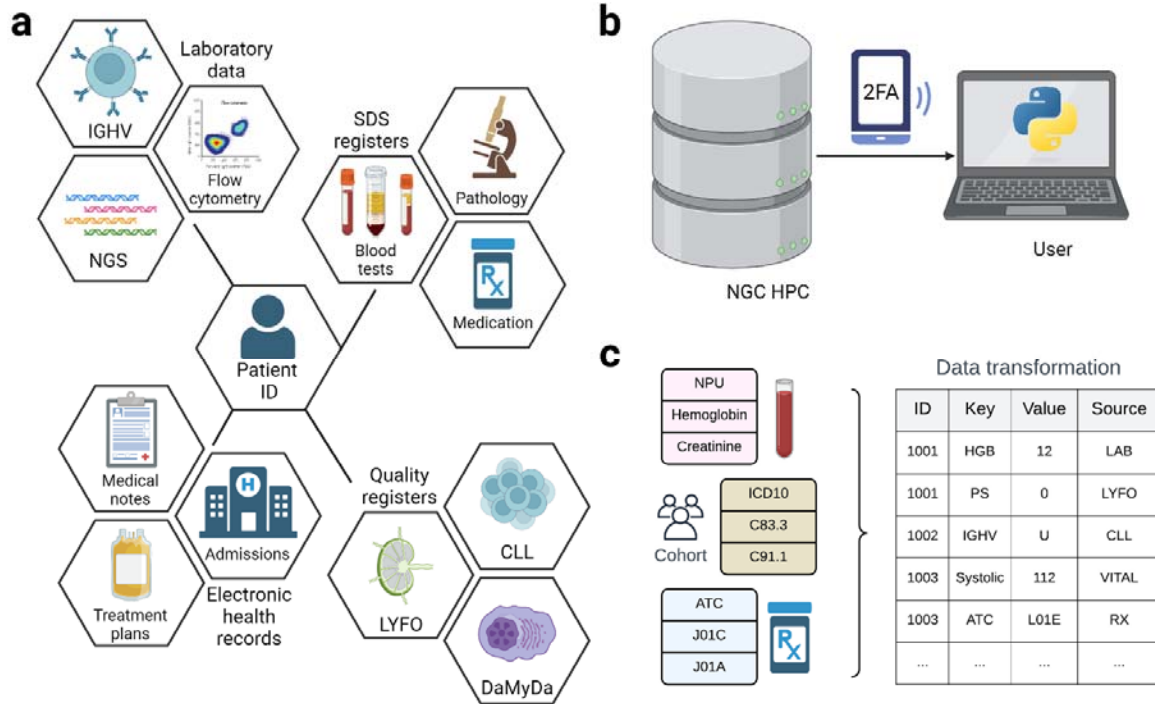 a
Laboratory
data
IGHV
Flow
cytometry
NGS
SDS
registers
Pathology
Blood
tests
Rx
Medication
Patient
ID
Medical
notes
H
Admissions
Treatment
plans
Electronic
health
records
Quality
registers
CLL
LYFO
DaMyDa
b
2FA
NGC HPC
User
c
NPU
Hemoglobin
Creatinine
Cohort
ICD10
C83.3
C91.1
ATC
J01C
J01A
Rx
Data transformation
ID Key Value Source
1001 HGB 12 LAB
1001 PS 0 LYFO
1002 IGHV U CLL
1003 Systolic 112 VITAL
1003 ATC L01E RX
... ... ... ...